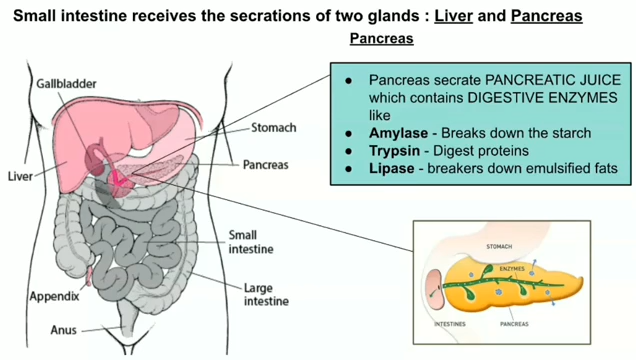 Small intestine receives the secrations of two glands : Liver and Pancreas
Pancreas
Gallbladder
Stomach
Liver
Pancreas
Small
intestine
Large
intestine
Appendix
Anus
● Pancreas secrate PANCREATIC JUICE
which contains DIGESTIVE ENZYMES
like
● Amylase - Breaks down the starch
● Trypsin - Digest proteins
● Lipase - breakers down emulsified fats
STOMACH
ENZYMES
INTESTINES
PANCREAS